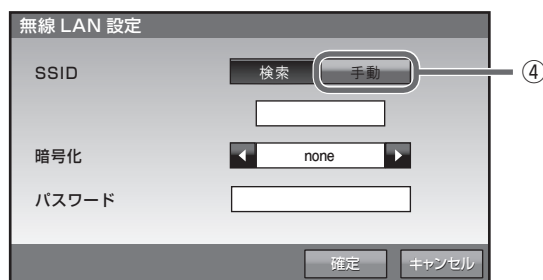 無線 LAN 設定
SSID 検索 手動 ④
暗号化 none
パスワード
確定 キャンセル